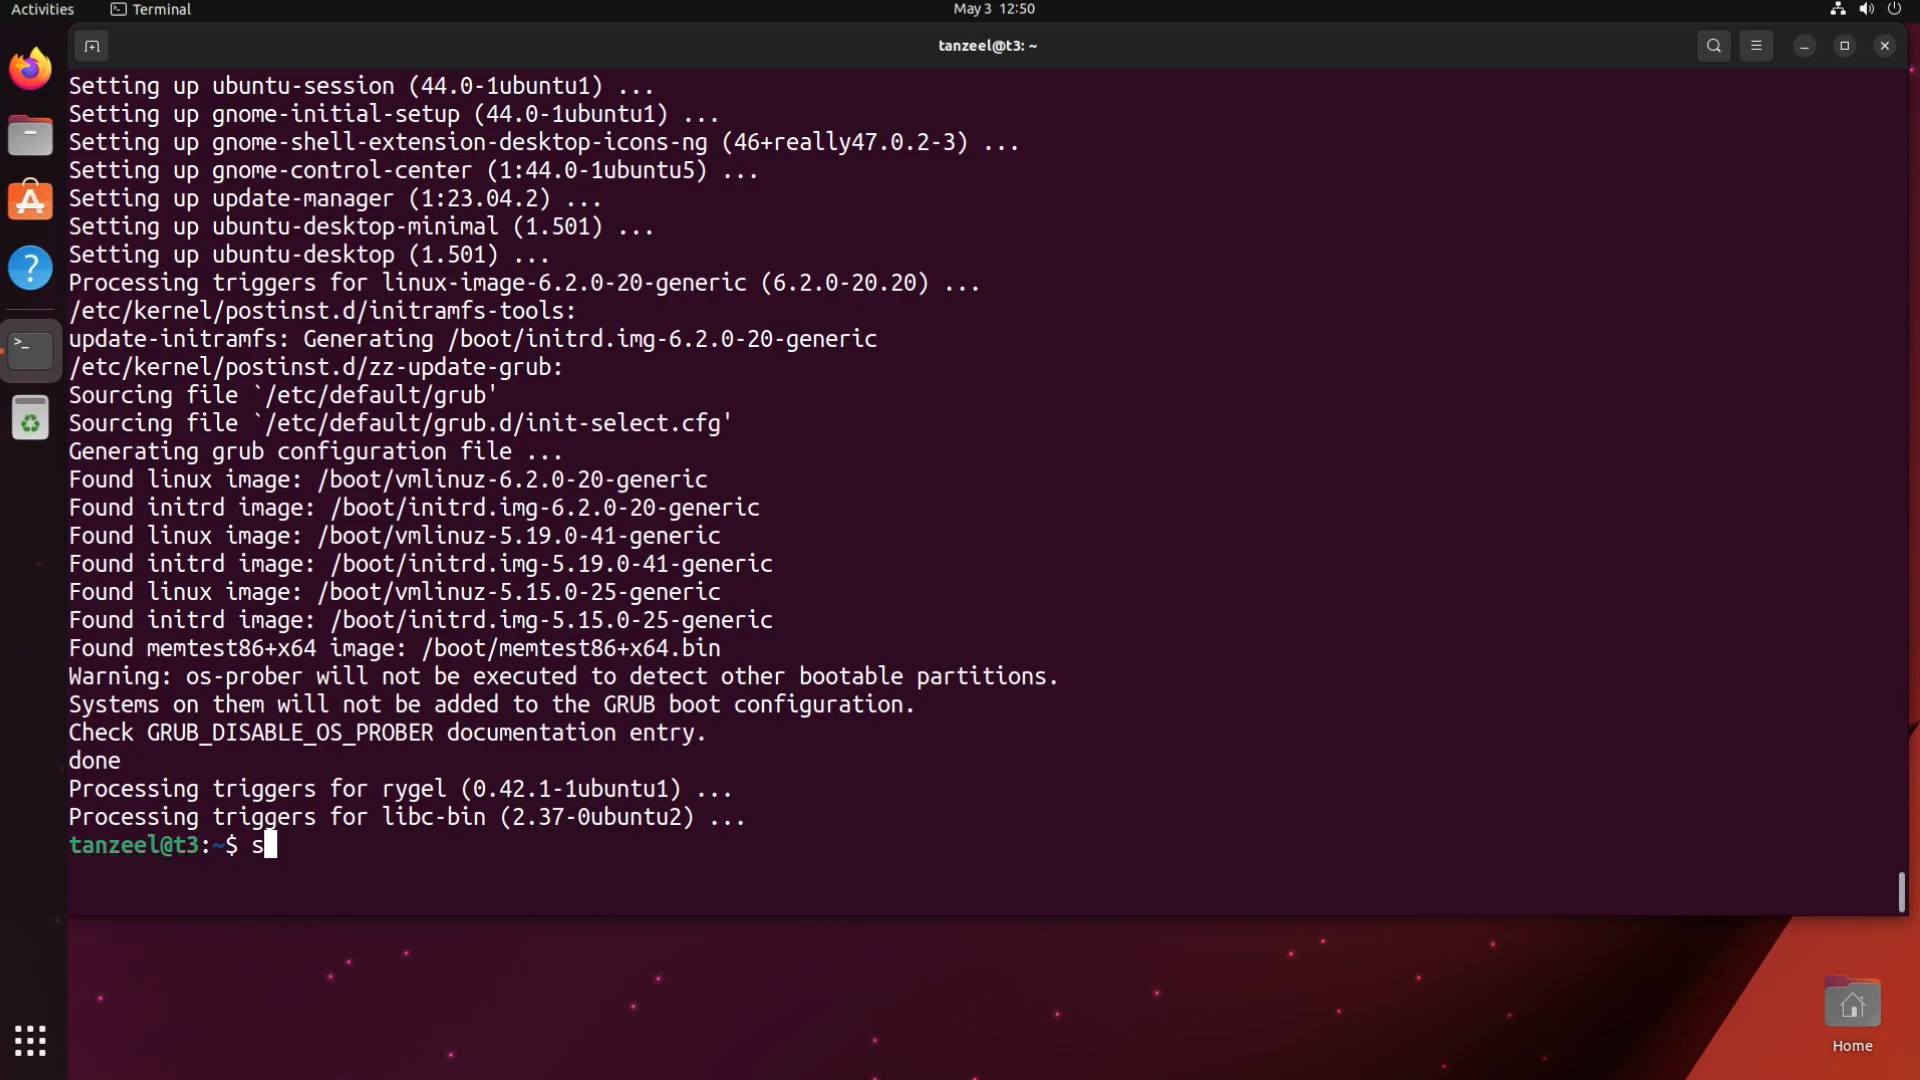 Activities Terminal May 3 12:50
tanzeel@t3: ~
Setting up ubuntu-session (44.0-1ubuntu1) ...
Setting up gnome-initial-setup (44.0-1ubuntu1) ...
Setting up gnome-shell-extension-desktop-icons-ng (46+really47.0.2-3) ...
Setting up gnome-control-center (1:44.0-1ubuntu5) ...
Setting up update-manager (1:23.04.2) ...
Setting up ubuntu-desktop-minimal (1.501) ...
Setting up ubuntu-desktop (1.501) ...
Processing triggers for linux-image-6.2.0-20-generic (6.2.0-20.20) ...
/etc/kernel/postinst.d/initramfs-tools:
update-initramfs: Generating /boot/initrd.img-6.2.0-20-generic
/etc/kernel/postinst.d/zz-update-grub:
Sourcing file `/etc/default/grub'
Sourcing file `/etc/default/grub.d/init-select.cfg'
Generating grub configuration file ...
Found linux image: /boot/vmlinuz-6.2.0-20-generic
Found initrd image: /boot/initrd.img-6.2.0-20-generic
Found linux image: /boot/vmlinuz-5.19.0-41-generic
Found initrd image: /boot/initrd.img-5.19.0-41-generic
Found linux image: /boot/vmlinuz-5.15.0-25-generic
Found initrd image: /boot/initrd.img-5.15.0-25-generic
Found memtest86+x64 image: /boot/memtest86+x64.bin
Warning: os-prober will not be executed to detect other bootable partitions.
Systems on them will not be added to the GRUB boot configuration.
Check GRUB_DISABLE_OS_PROBER documentation entry.
done
Processing triggers for rygel (0.42.1-1ubuntu1) ...
Processing triggers for libc-bin (2.37-0ubuntu2) ...
tanzeel@t3:~$ s
Home